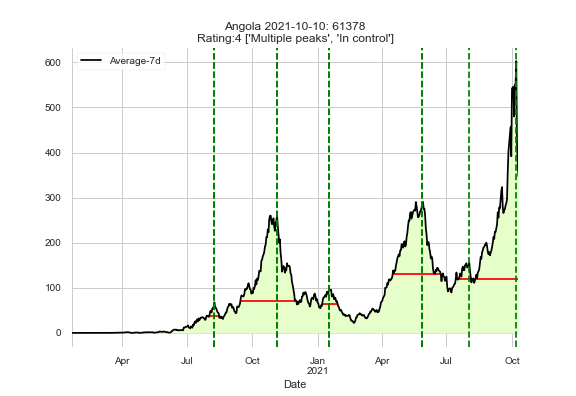 Angola 2021-10-10: 61378
Rating:4 ['Multiple peaks', 'In control']
Average-7d
600
500
400
300
200
100
0
Apr Jul Oct Jan Apr Jul Oct
2021
Date